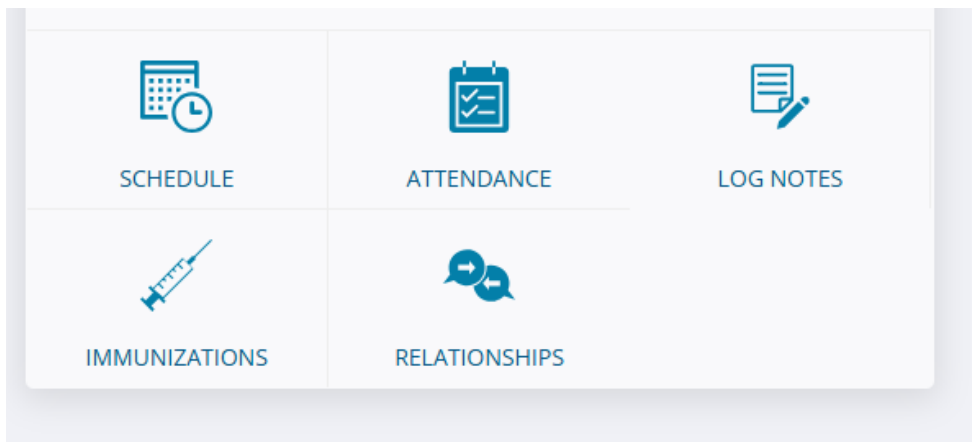 SCHEDULE
ATTENDANCE
LOG NOTES
IMMUNIZATIONS
RELATIONSHIPS